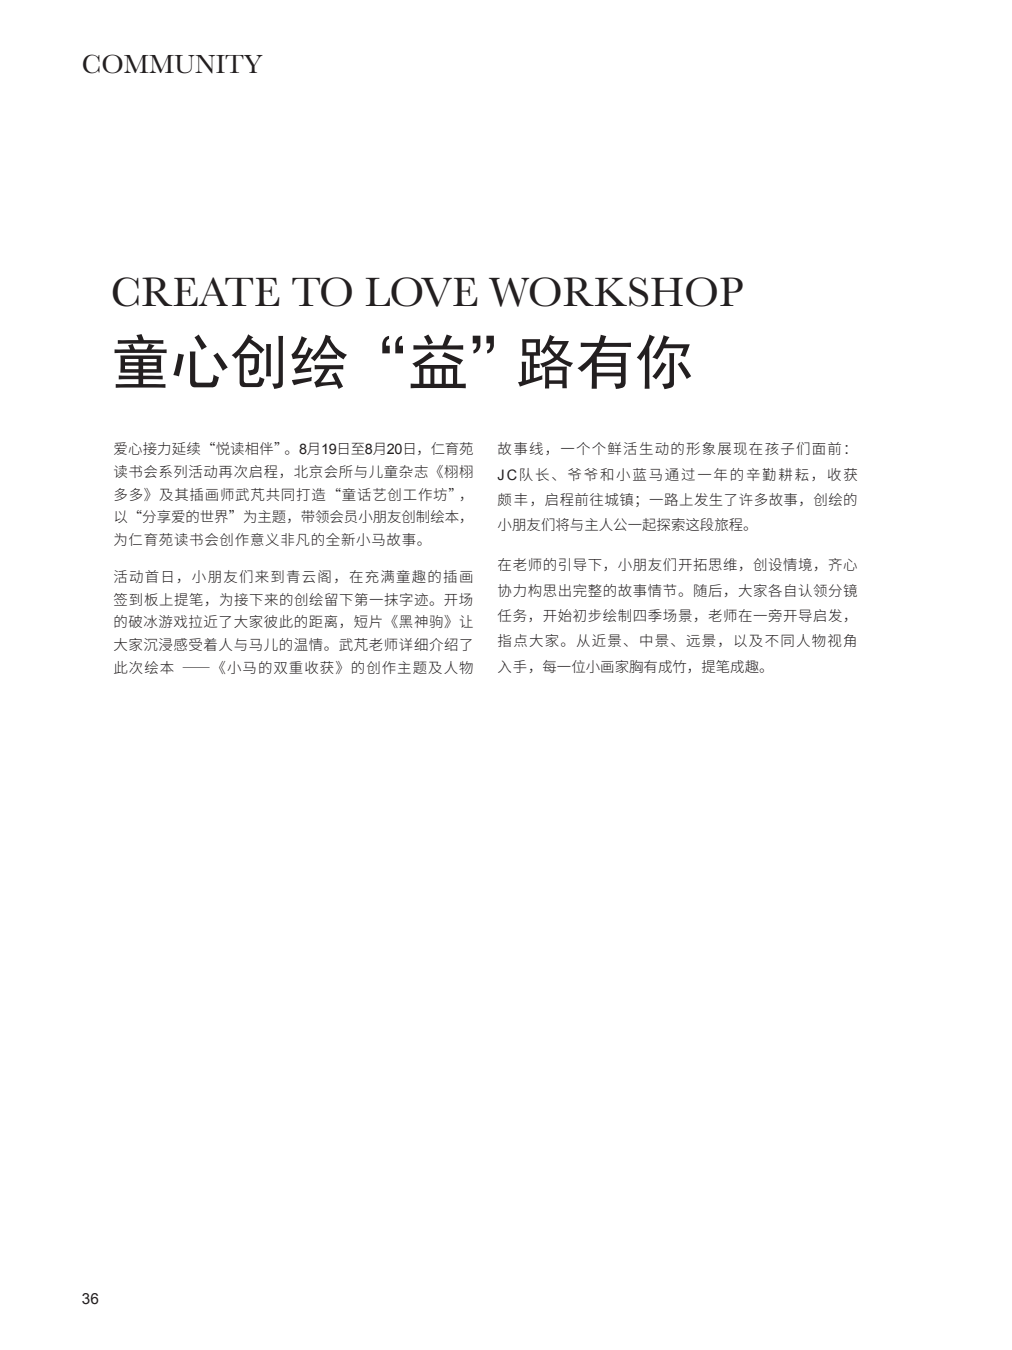 COMMUNITY
CREATE TO LOVE WORKSHOP
童心创绘“益”路有你
爱心接力延续“悦读相伴”。8月19日至8月20日，仁育苑
读书会系列活动再次启程，北京会所与儿童杂志《栩栩
多多》及其插画师武芃共同打造“童话艺创工作坊”，
以“分享爱的世界”为主题，带领会员小朋友创制绘本，
为仁育苑读书会创作意义非凡的全新小马故事。
活动首日，小朋友们来到青云阁，在充满童趣的插画
签到板上提笔，为接下来的创绘留下第一抹字迹。开场
的破冰游戏拉近了大家彼此的距离，短片《黑神驹》让
大家沉浸感受着人与马儿的温情。武芃老师详细介绍了
此次绘本 ——《小马的双重收获》的创作主题及人物
故事线，一个个鲜活生动的形象展现在孩子们面前：
JC队长、爷爷和小蓝马通过一年的辛勤耕耘，收获
颇丰，启程前往城镇；一路上发生了许多故事，创绘的
小朋友们将与主人公一起探索这段旅程。
在老师的引导下，小朋友们开拓思维，创设情境，齐心
协力构思出完整的故事情节。随后，大家各自认领分镜
任务，开始初步绘制四季场景，老师在一旁开导启发，
指点大家。从近景、中景、远景，以及不同人物视角
入手，每一位小画家胸有成竹，提笔成趣。
36